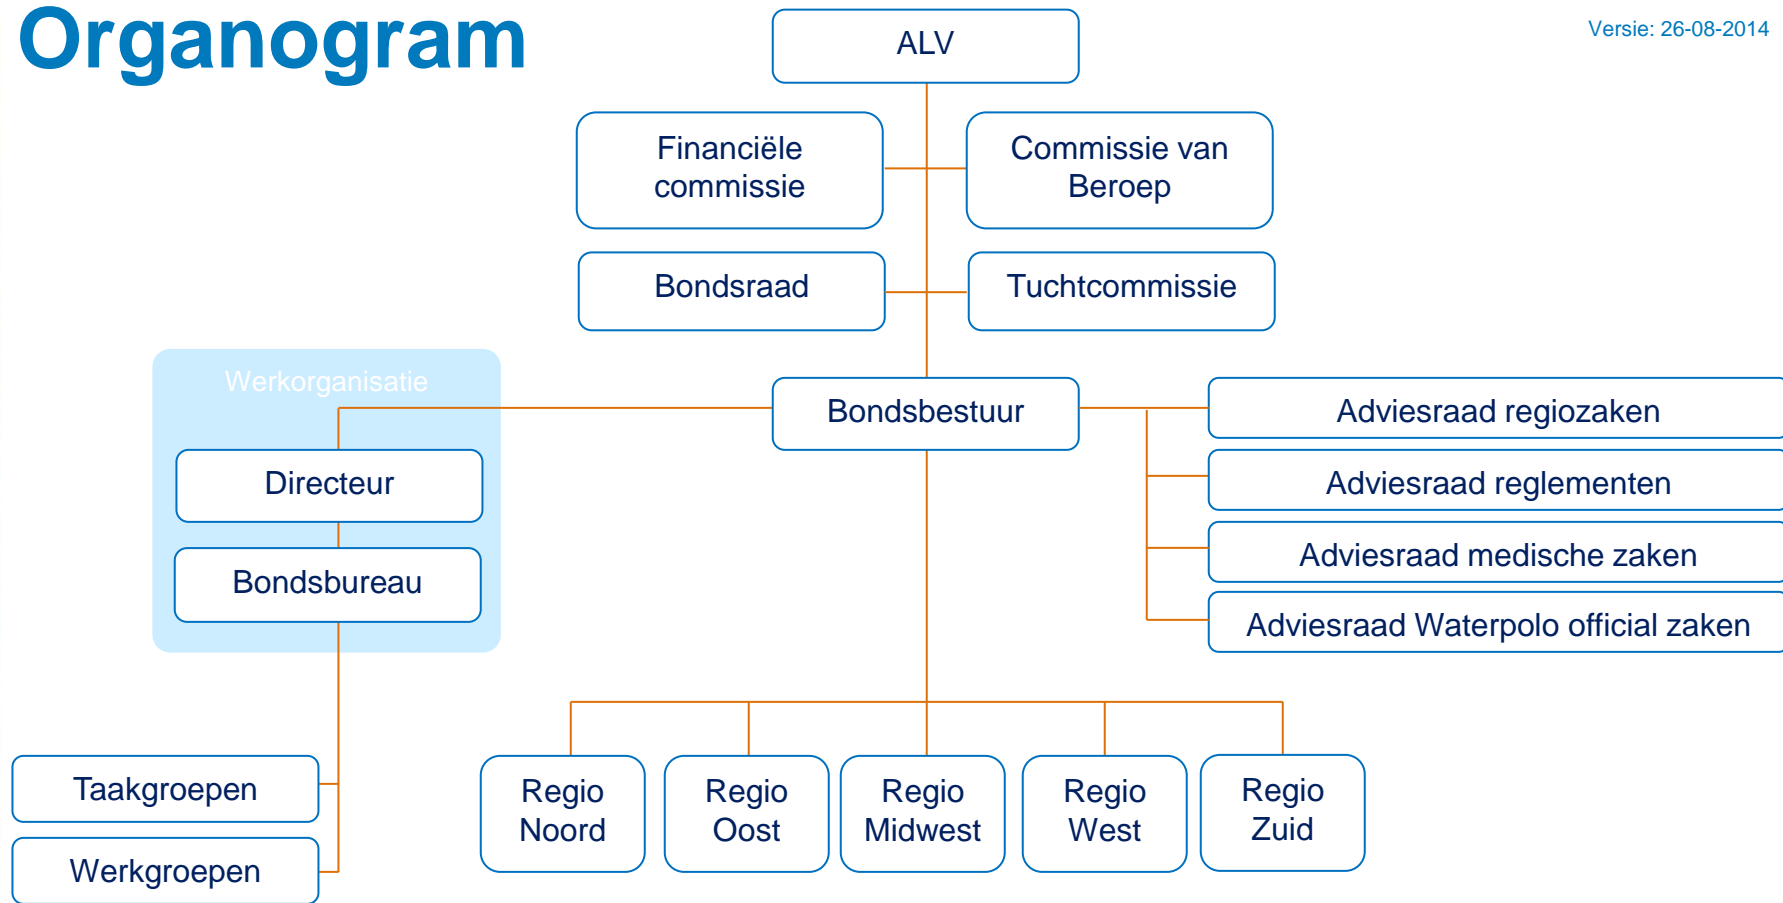 Organogram
Versie: 26-08-2014
ALV
Financiële
commissie
Commissie van
Beroep
Bondsraad
Tuchtcommissie
Werkorganisatie
Bondsbestuur
Adviesraad regiozaken
Directeur
Adviesraad reglementen
Bondsbureau
Adviesraad medische zaken
Adviesraad Waterpolo official zaken
Taakgroepen
Werkgroepen
Regio
Noord
Regio
Oost
Regio
Midwest
Regio
West
Regio
Zuid